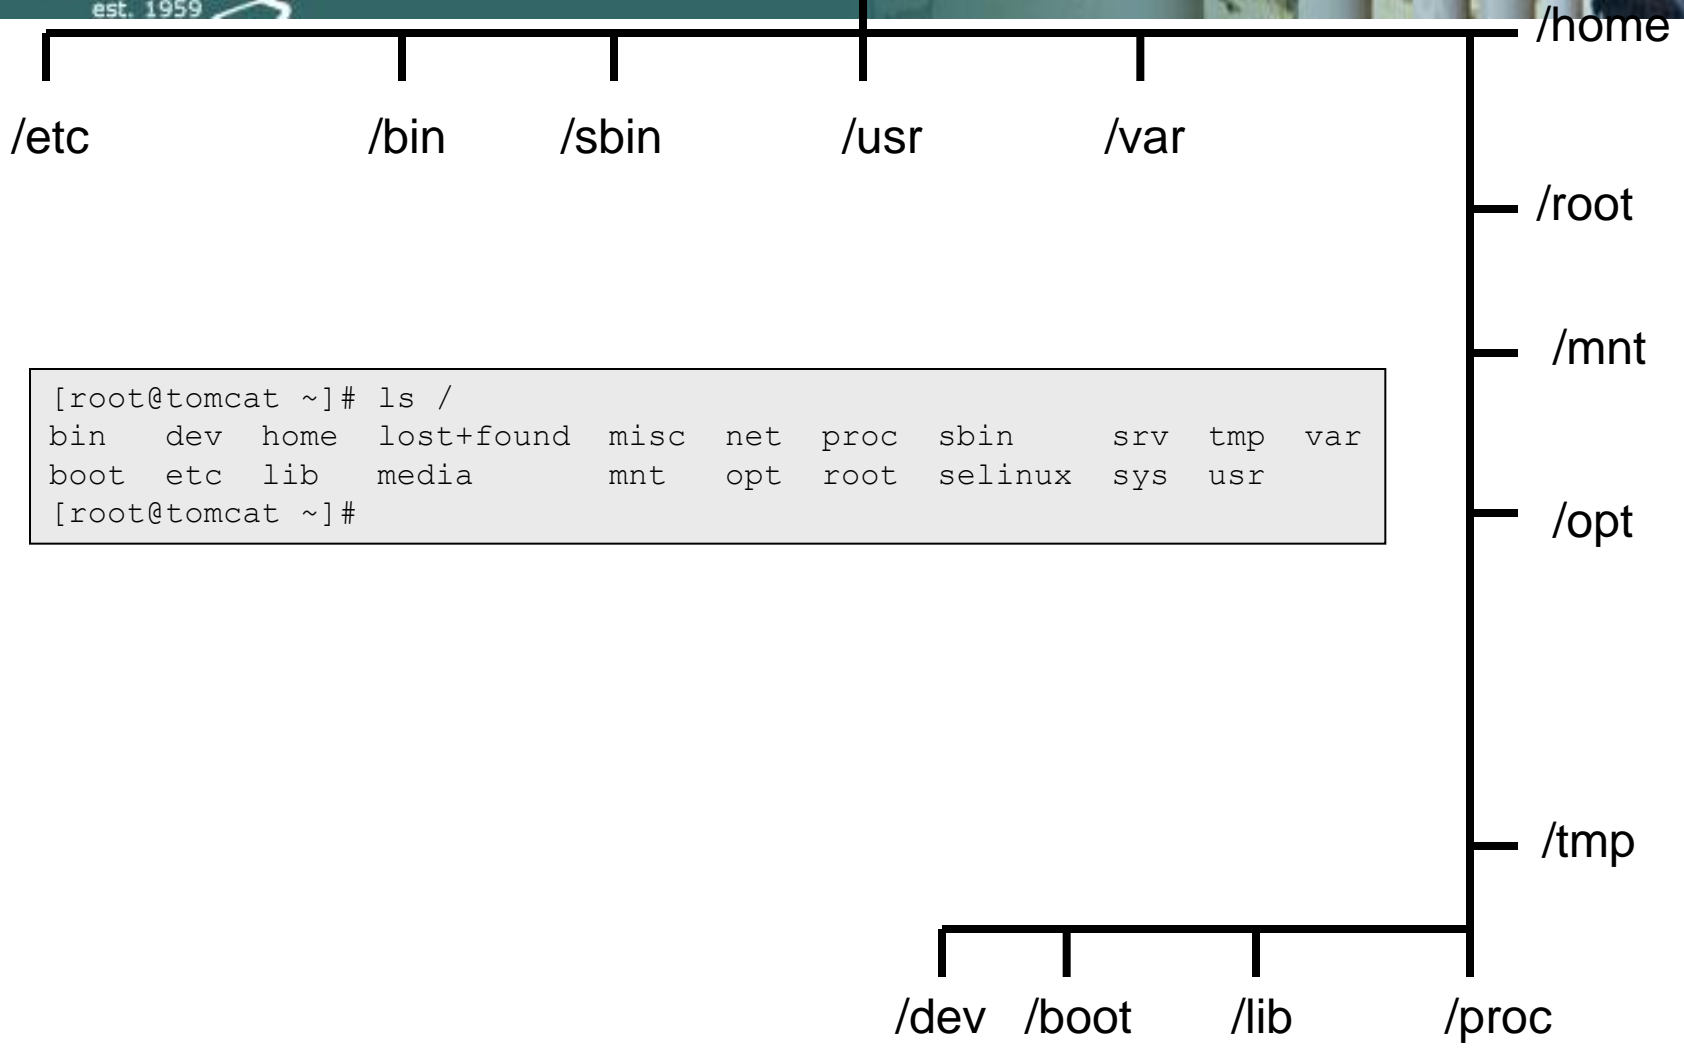 est. 1959
/home
/etc /bin /sbin /usr /var
/root
/mnt
[root@tomcat ~]# ls /
bin dev home lost+found misc net proc sbin srv tmp var
boot etc lib media mnt opt root selinux sys usr
[root@tomcat ~]#
/opt
/tmp
/dev /boot /lib /proc